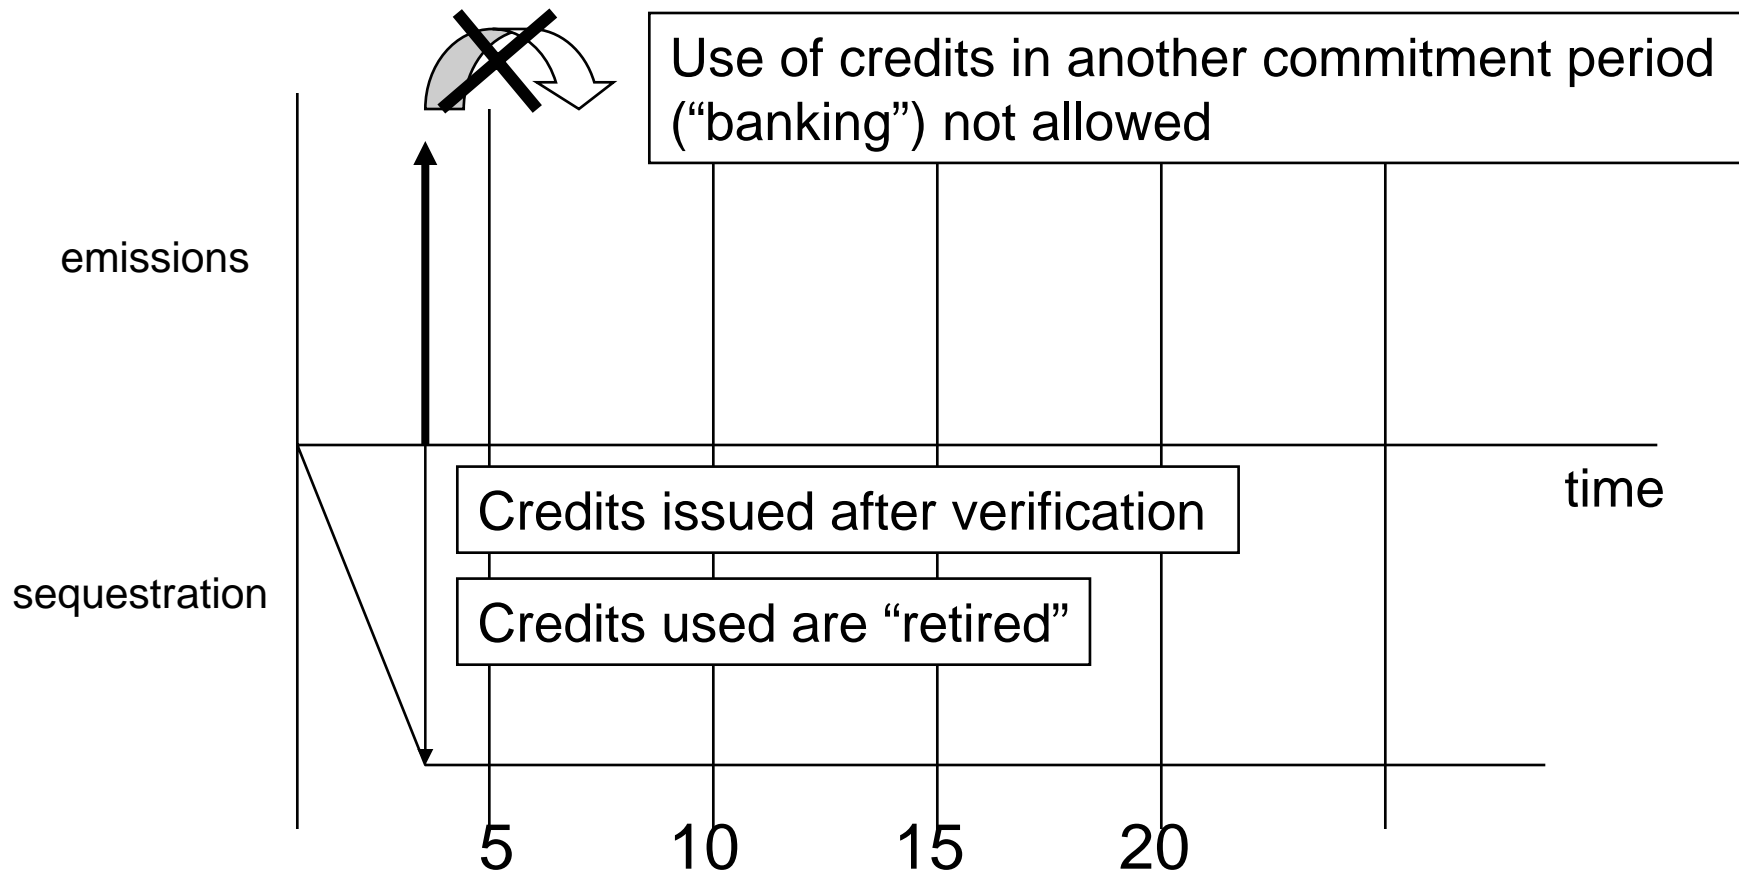 Use of credits in another commitment period
(“banking”) not allowed
emissions
time
Credits issued after verification
sequestration
Credits used are “retired”
5
10
15
20